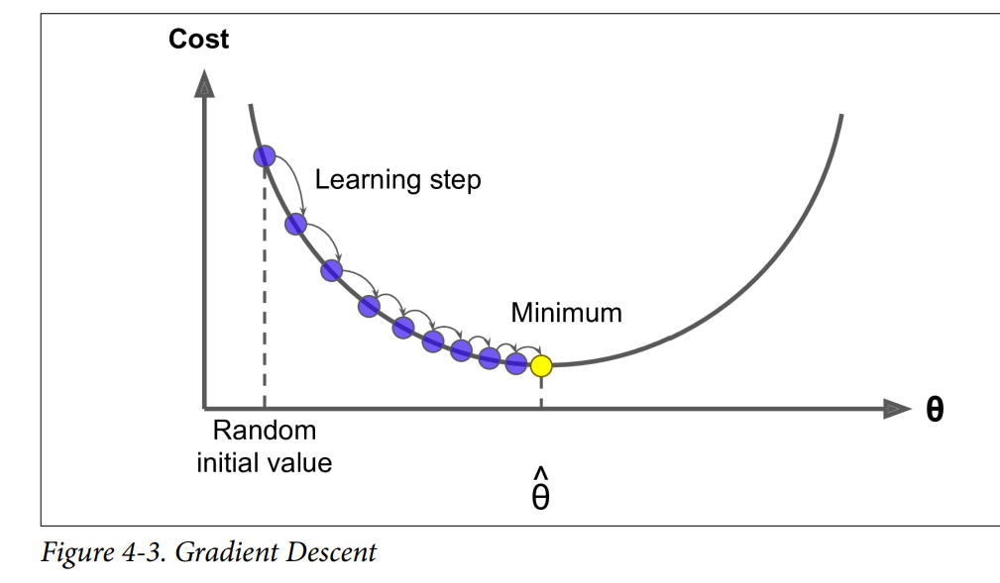 Cost
Learning step
Minimum
θ
Random
initial value
θ̂
Figure 4-3. Gradient Descent